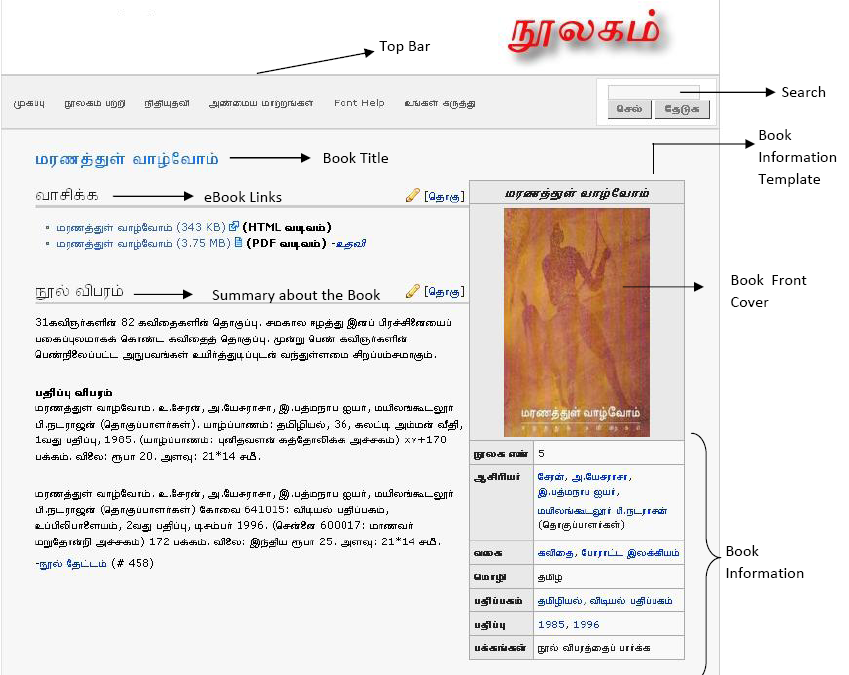 நூலகம்
Top Bar
முகப்பு நூலகம் பற்றி நிதியுதவி அண்மைய மாற்றங்கள் Font Help உங்கள் கருத்து
Search
செல் தேடுக
Book
Information
Template
மரணத்துள் வாழ்வோம்
Book Title
வாசிக்க
eBook Links
[தொகு]
மரணத்துள் வாழ்வோம் (343 KB) (HTML வடிவம்)
மரணத்துள் வாழ்வோம் (3.75 MB) (PDF வடிவம்) -உதவி
நூல் விபரம்
Summary about the Book
[தொகு]
31கவிஞர்களின் 82 கவிதைகளின் தொகுப்பு. சமகால ஈழத்து இனப் பிரச்சினையைப்
பகைப்புலமாகக் கொண்ட கவிதைத் தொகுப்பு. மூன்று பெண் கவிஞர்களின்
பெண்நிலைப்பட்ட அநுபவங்கள் உயிர்த்துடிப்புடன் வந்துள்ளமை சிறப்பம்சமாகும்.
பதிப்பு விபரம்
மரணத்துள் வாழ்வோம். உ.சேரன், அ.யேசுராசா, இ.பத்மநாப ஐயர், மயிலங்கூடலூர்
பி.நடராஜன் (தொகுப்பாளர்கள்). யாழ்ப்பாணம்: தமிழியல், 36, கலட்டி அம்மன் வீதி,
1வது பதிப்பு, 1985. (யாழ்ப்பாணம்: புனிதவளன் கத்தோலிக்க அச்சகம்) xv+170
பக்கம். விலை: ரூபா 20. அளவு: 21*14 சமீ.
மரணத்துள் வாழ்வோம். உ.சேரன், அ.யேசுராசா, இ.பத்மநாப ஐயர், மயிலங்கூடலூர்
பி.நடராஜன் (தொகுப்பாளர்கள்) கோவை 641015: விடியல் பதிப்பகம்,
உப்பிலிபாளையம், 2வது பதிப்பு, டிசம்பர் 1996. (சென்னை 600017: மாணவர்
மறுதோன்றி அச்சகம்) 172 பக்கம். விலை: இந்திய ரூபா 25. அளவு: 21*14 சமீ.
-நூல் தேட்டம் (# 458)
மரணத்துள் வாழ்வோம்
Book Front
Cover
மரணத்துள் வாழ்வோம்
நூலக எண் 5
ஆசிரியர் சேரன், அ.யேசுராசா,
இ.பத்மநாப ஐயர்,
மயிலங்கூடலூர் பி.நடராசன்
(தொகுப்பாளர்கள்)
வகை கவிதை, போராட்ட இலக்கியம்
மொழி தமிழ்
பதிப்பகம் தமிழியல், விடியல் பதிப்பகம்
பதிப்பு 1985, 1996
பக்கங்கள் நூல் விபரத்தைப் பார்க்க
Book
Information